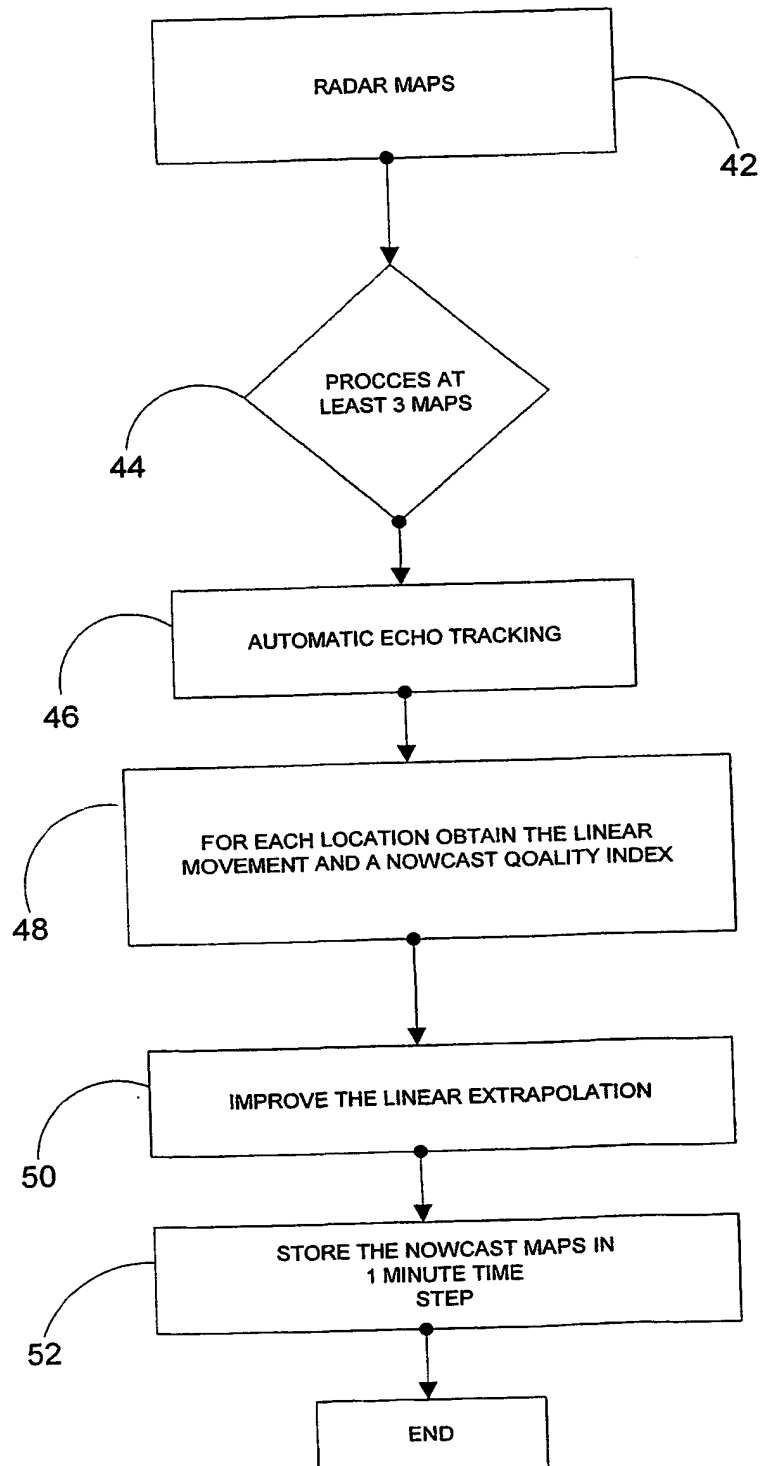 RADAR MAPS
42
PROCCES AT
LEAST 3 MAPS
44
AUTOMATIC ECHO TRACKING
46
FOR EACH LOCATION OBTAIN THE LINEAR
MOVEMENT AND A NOWCAST QOALITY INDEX
48
IMPROVE THE LINEAR EXTRAPOLATION
50
STORE THE NOWCAST MAPS IN
1 MINUTE TIME
STEP
52
END